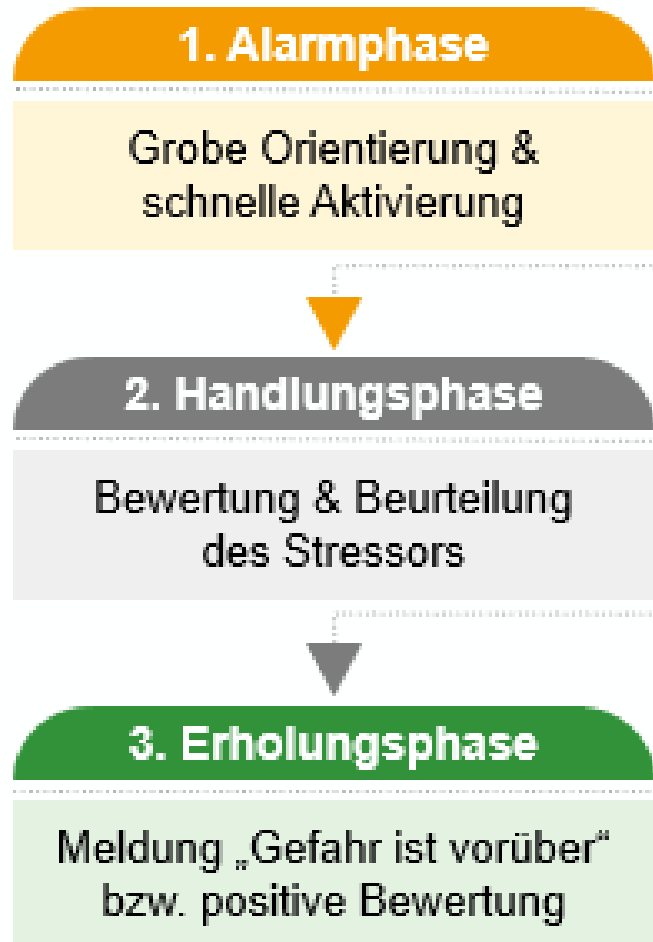 1. Alarmphase
Grobe Orientierung &
schnelle Aktivierung
2. Handlungsphase
Bewertung & Beurteilung
des Stressors
3. Erholungsphase
Meldung „Gefahr ist vorüber“
bzw. positive Bewertung